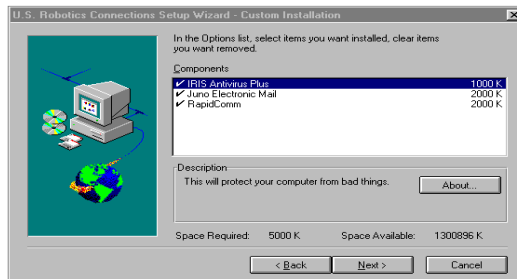 U.S. Robotics Connections Setup Wizard - Custom Installation
In the Options list, select items you want installed, clear items
you want removed.
Components
IRIS Antivirus Plus 1000 K
Juno Electronic Mail 2000 K
RapidComm 2000 K
Description
This will protect your computer from bad things.
About...
Space Required: 5000 K Space Available: 1300896 K
< Back Next > Cancel